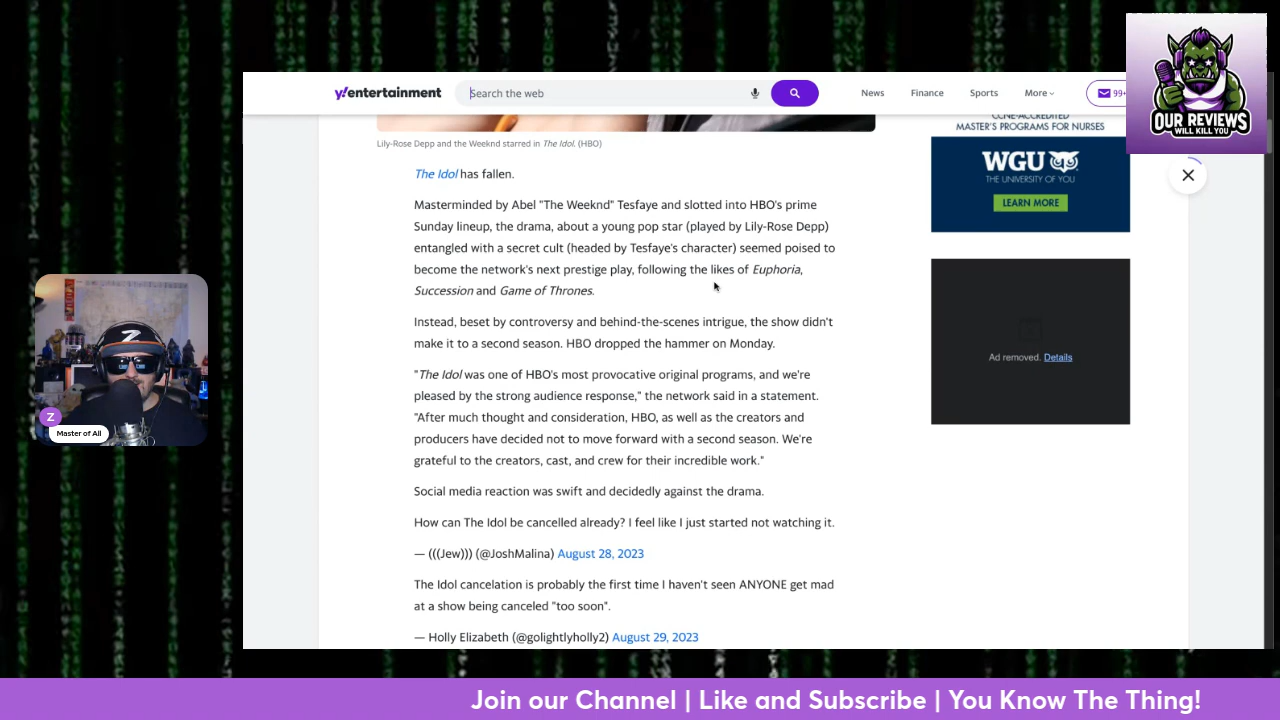 y!entertainment
Search the web
News
Finance
Sports
More
99+
OUR REVIEWS
WILL KILL YOU
CCNE-ACCREDITED
MASTER'S PROGRAMS FOR NURSES
WGU
THE UNIVERSITY OF YOU
LEARN MORE
Ad removed. Details
Lily-Rose Depp and the Weeknd starred in The Idol. (HBO)
The Idol has fallen.
Masterminded by Abel "The Weeknd" Tesfaye and slotted into HBO's prime
Sunday lineup, the drama, about a young pop star (played by Lily-Rose Depp)
entangled with a secret cult (headed by Tesfaye's character) seemed poised to
become the network's next prestige play, following the likes of Euphoria,
Succession and Game of Thrones.
Instead, beset by controversy and behind-the-scenes intrigue, the show didn't
make it to a second season. HBO dropped the hammer on Monday.
"The Idol was one of HBO's most provocative original programs, and we're
pleased by the strong audience response," the network said in a statement.
"After much thought and consideration, HBO, as well as the creators and
producers have decided not to move forward with a second season. We're
grateful to the creators, cast, and crew for their incredible work."
Social media reaction was swift and decidedly against the drama.
How can The Idol be cancelled already? I feel like I just started not watching it.
— (((Jew))) (@JoshMalina) August 28, 2023
The Idol cancelation is probably the first time I haven't seen ANYONE get mad
at a show being canceled "too soon".
— Holly Elizabeth (@golightlyholly2) August 29, 2023
Z
Z
Master of All
Join our Channel | Like and Subscribe | You Know The Thing!